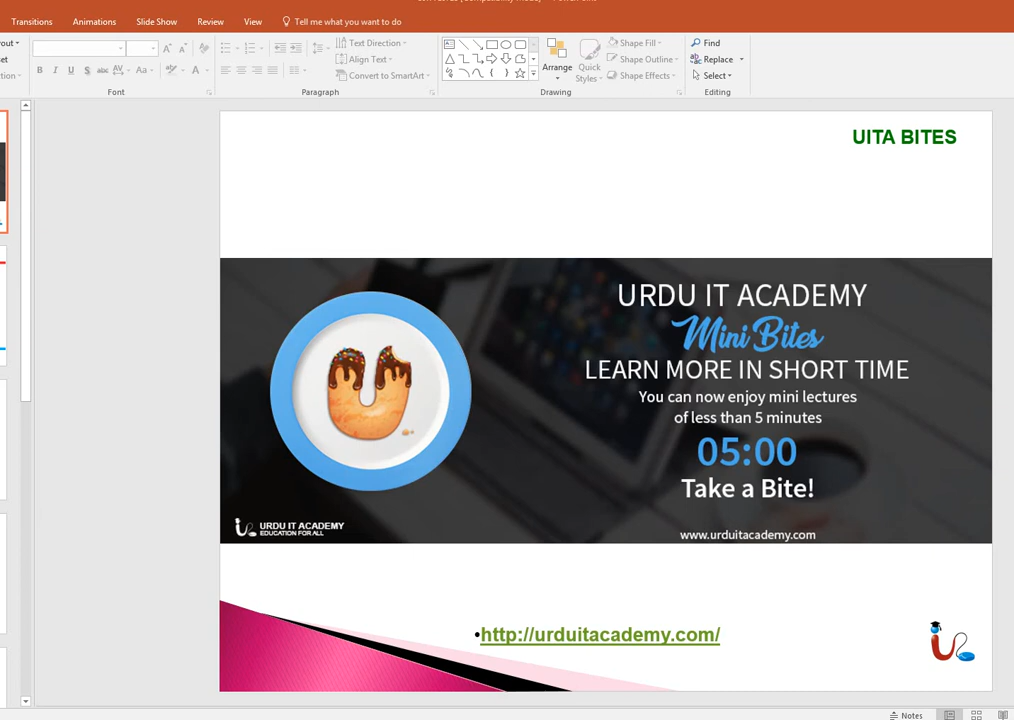 Transitions Animations Slide Show Review View Tell me what you want to do
Text Direction
Align Text
Convert to SmartArt
B I U S abc AV Aa A
Font
Paragraph
Arrange
Quick
Styles
Shape Fill
Shape Outline
Shape Effects
Drawing
Find
Replace
Select
Editing
UITA BITES
URDU IT ACADEMY
Mini Bites
LEARN MORE IN SHORT TIME
You can now enjoy mini lectures
of less than 5 minutes
05:00
Take a Bite!
URDU IT ACADEMY
EDUCATION FOR ALL
www.urduitacademy.com
•http://urduitacademy.com/
Notes